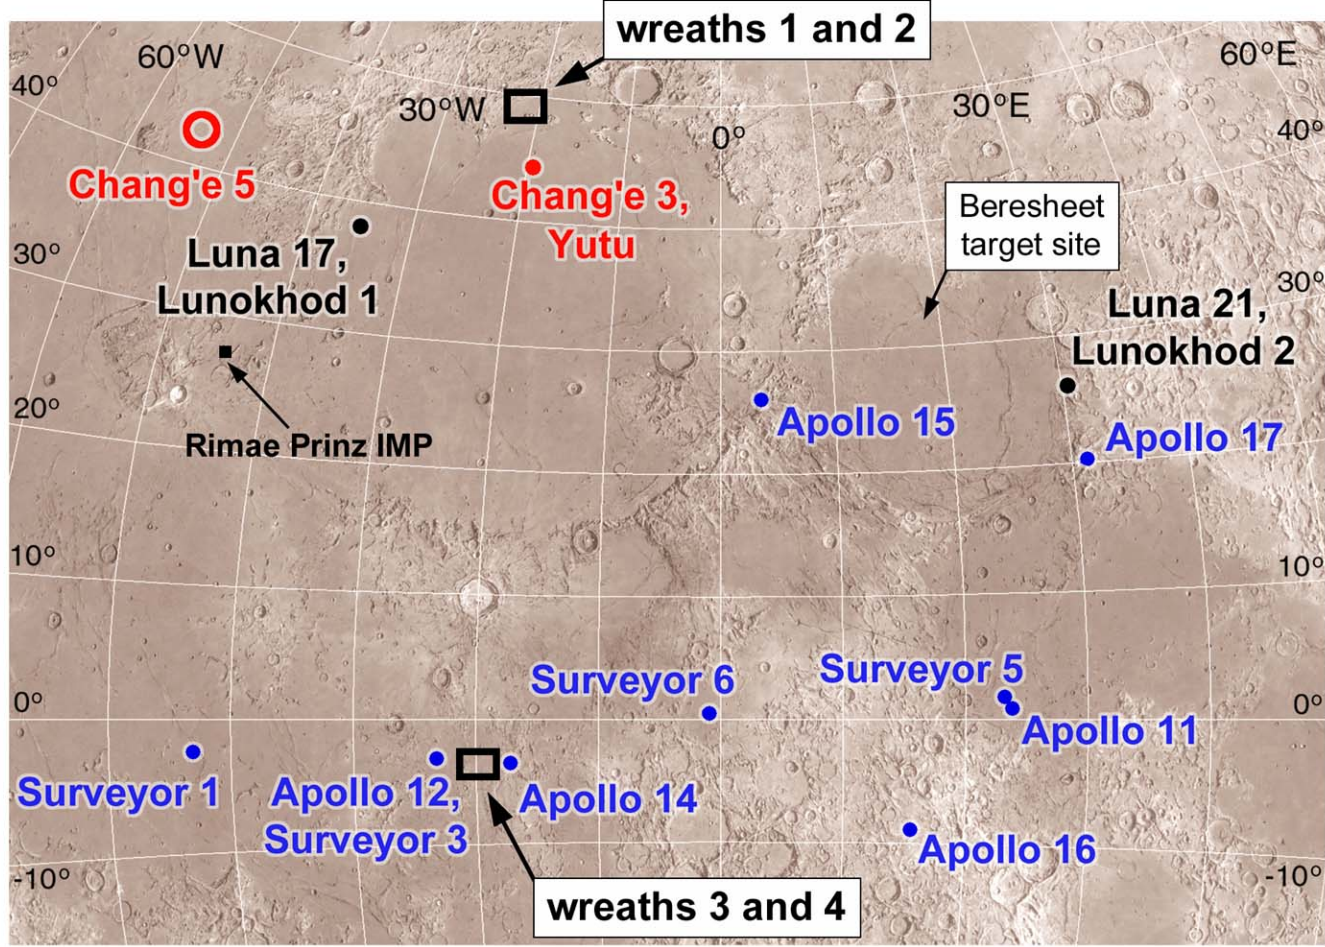 wreaths 1 and 2
60°W
60°E
40°
30°W
30°E
0°
40°
Chang'e 5
Chang'e 3,
Yutu
Beresheet
target site
30°
Luna 17,
Lunokhod 1
30°
Luna 21,
Lunokhod 2
20°
Rimae Prinz IMP
Apollo 15
Apollo 17
10°
10°
Surveyor 6
Surveyor 5
0°
0°
Apollo 11
Surveyor 1
Apollo 12,
Surveyor 3
Apollo 14
Apollo 16
-10°
-10°
wreaths 3 and 4